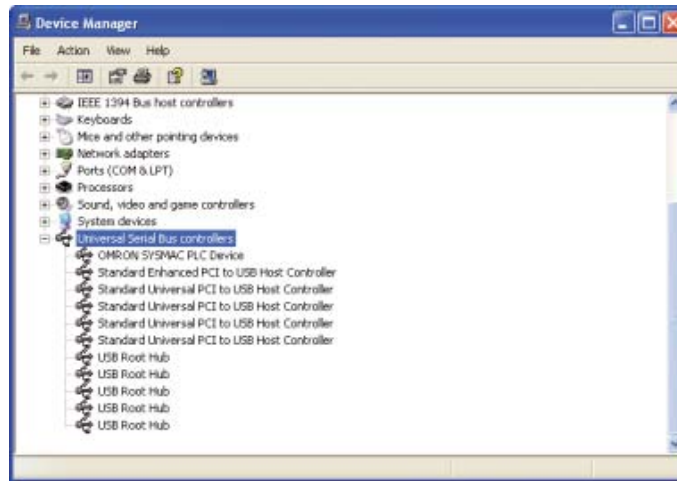 Device Manager
File Action View Help
IEEE 1394 Bus host controllers
Keyboards
Mice and other pointing devices
Network adapters
Ports (COM & LPT)
Processors
Sound, video and game controllers
System devices
Universal Serial Bus controllers
OMRON SYSMAC PLC Device
Standard Enhanced PCI to USB Host Controller
Standard Universal PCI to USB Host Controller
Standard Universal PCI to USB Host Controller
Standard Universal PCI to USB Host Controller
Standard Universal PCI to USB Host Controller
USB Root Hub
USB Root Hub
USB Root Hub
USB Root Hub
USB Root Hub